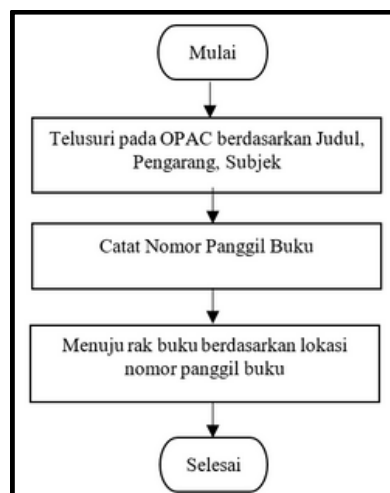 Mulai
Telusuri pada OPAC berdasarkan Judul,
Pengarang, Subjek
Catat Nomor Panggil Buku
Menuju rak buku berdasarkan lokasi
nomor panggil buku
Selesai